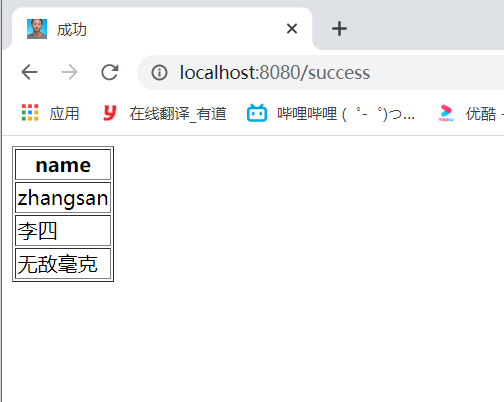 成功
localhost:8080/success
应用
在线翻译_有道
哔哩哔哩 ( ゜- ゜)つ...
优酷 -
name
zhangsan
李四
无敌毫克